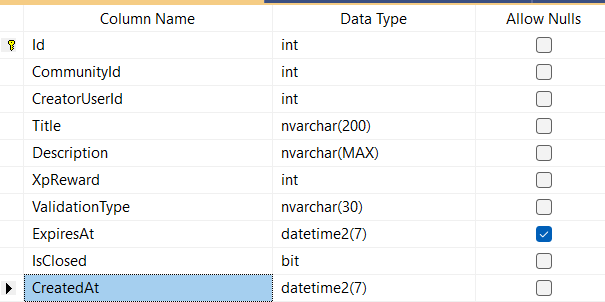 Column Name Data Type Allow Nulls
Id int
CommunityId int
CreatorUserId int
Title nvarchar(200)
Description nvarchar(MAX)
XpReward int
ValidationType nvarchar(30)
ExpiresAt datetime2(7)
IsClosed bit
CreatedAt datetime2(7)